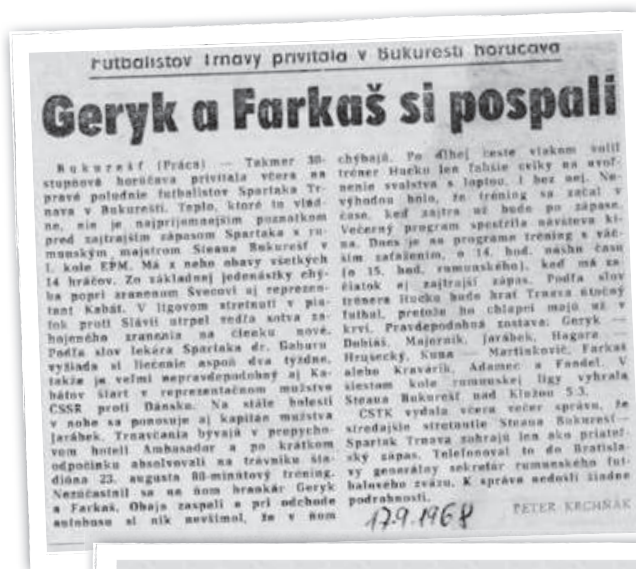 Futbalistov Trnavy privítala v Bukurešti horúčava
Geryk a Farkaš si pospali
Bukurešť (Práca) — Takmer 30-
stupňová horúčava privítala včera na
pravé poludnie futbalistov Spartaka Tr-
nava v Bukurešti. Teplo, ktoré tu vlád-
ne, nie je najpríjemnejším poznatkom
pred zajtrajším zápasom Spartaka s ru-
munským majstrom Steaua Bukurešť v
I. kole EPM. Má z neho obavy všetkých
14 hráčov. Zo základnej jedenástky chý-
ba popri zranenom Švecovi aj reprezen-
tant Kabát. V ligovom stretnutí v pia-
tok proti Slávii utrpel vedľa sotva za-
hojeného zranenia na členku nové.
Podľa slov lekára Spartaka dr. Gaburu
vyžiada si liečenie aspoň dva týždne,
takže je veľmi nepravdepodobný aj Ka-
bátov štart v reprezentačnom mužstve
ČSSR proti Dánsku. Na stále bolesti
v nohe sa ponosuje aj kapitán mužstva
Jarábek. Trnavčania bývajú v prepycho-
vom hoteli Ambasador a po krátkom
odpočinku absolvovali na trávniku šta-
dióna 23. augusta 80-minútový tréning.
Nezúčastnil sa na ňom brankár Geryk
a Farkaš. Obaja zaspali a pri odchode
autobusu si nik nevšimol, že v ňom
chýbajú. Po dlhej ceste vlakom volil
tréner Hucko len ľahšie cviky na uvoľ-
nenie svalstva s loptou, i bez nej. Ne-
výhodou bolo, že tréning sa začal v
čase, keď zajtra už bude po zápase.
Večerný program spestrila návšteva ki-
na. Dnes je na programe tréning s väč-
ším zaťažením, o 14. hod. nášho času
(o 15. hod. rumunského), keď má za-
čiatok aj zajtrajší zápas. Podľa slov
trénera Hucku bude hrať Trnava útočný
futbal, pretože ho chlapci majú už v
krvi. Pravdepodobná zostava: Geryk —
Dobiáš, Majerník, Jarábek, Hagara —
Hrušecký, Kuna — Martinkovič, Farkaš
alebo Kravárik, Adamec a Fandel. V
šiestom kole rumunskej ligy vyhrala
Steaua Bukurešť nad Klužou 5:3.
ČSTK vydala včera večer správu, že
stredajšie stretnutie Steaua Bukurešť—
Spartak Trnava zohrajú len ako priateľ-
ský zápas. Telefonoval to do Bratisla-
vy generálny sekretár rumunského fut-
balového zväzu. K správe nedošli žiadne
podrobnosti.
PETER KRCHŇÁK
17.9.1968